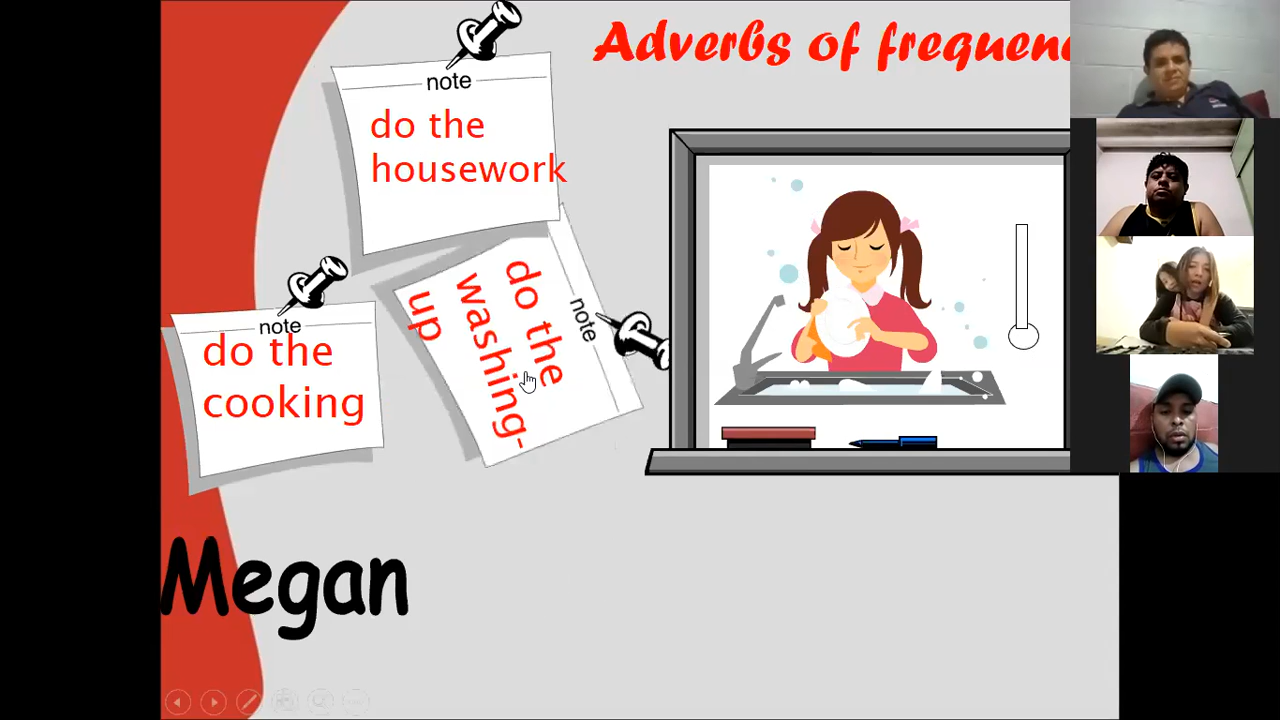 Adverbs of frequen
note
do the
housework
note
do the
washing-
up
note
do the
cooking
Megan